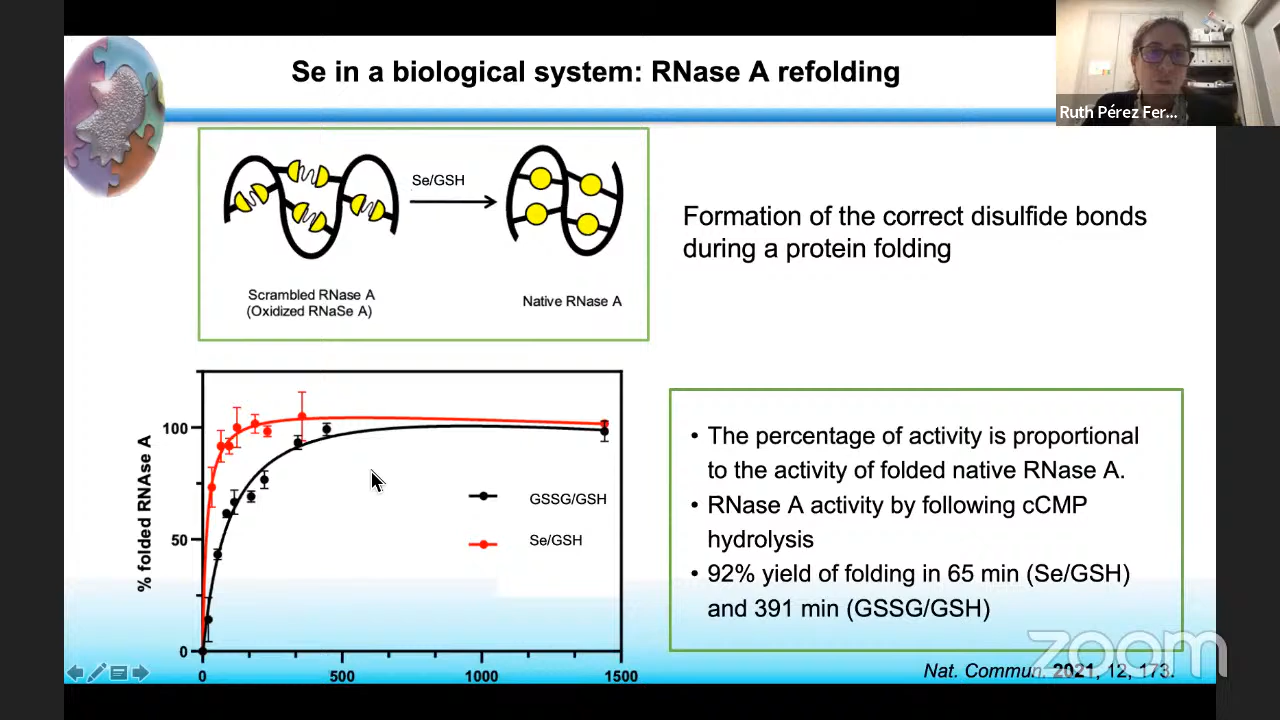 Se in a biological system: RNase A refolding
Ruth Pérez Fer...
Se/GSH
Scrambled RNase A
(Oxidized RNaSe A)
Native RNase A
Formation of the correct disulfide bonds
during a protein folding
% folded RNAse A
100
50
0
0
500
1000
1500
GSSG/GSH
Se/GSH
• The percentage of activity is proportional
to the activity of folded native RNase A.
• RNase A activity by following cCMP
hydrolysis
• 92% yield of folding in 65 min (Se/GSH)
and 391 min (GSSG/GSH)
zoom
Nat. Commun. 2021, 12, 173.